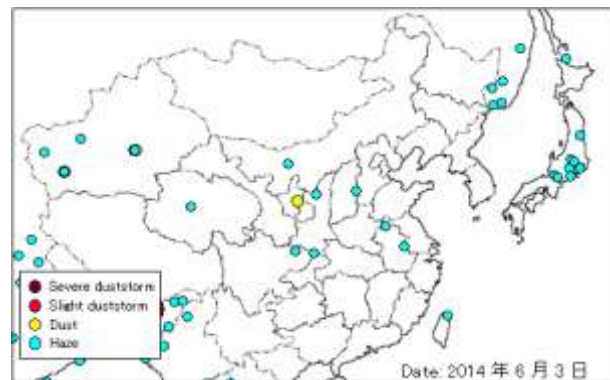 Severe duststorm
Slight duststorm
Dust
Haze
Date: 2014 年 6 月 3 日